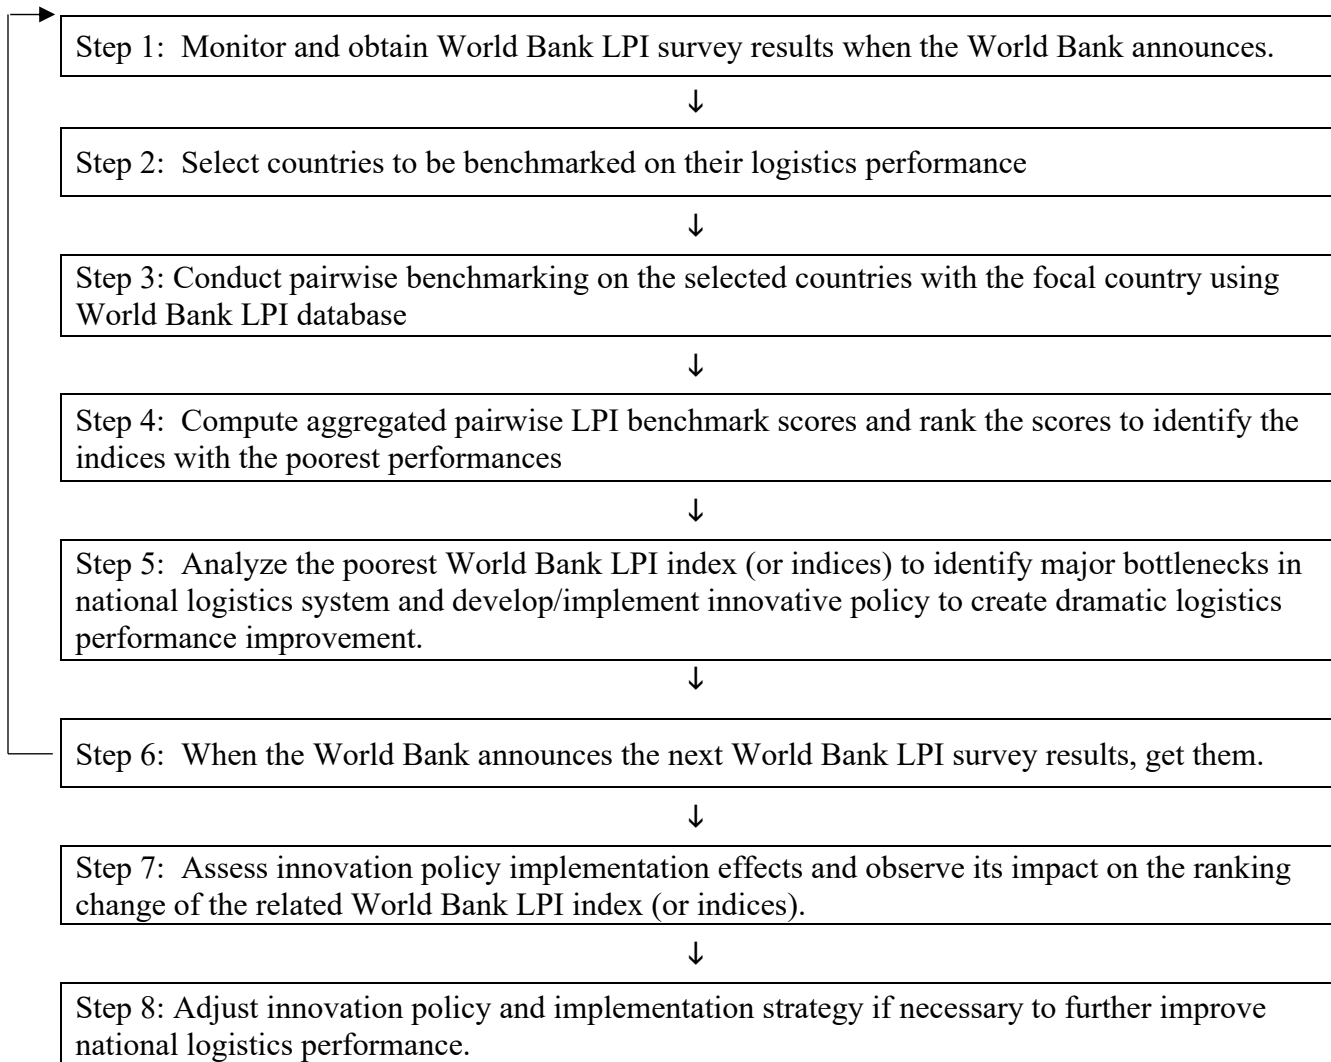 Step 1:  Monitor and obtain World Bank LPI survey results when the World Bank announces.
↓
Step 2:  Select countries to be benchmarked on their logistics performance
↓
Step 3: Conduct pairwise benchmarking on the selected countries with the focal country using
World Bank LPI database
↓
Step 4:  Compute aggregated pairwise LPI benchmark scores and rank the scores to identify the
indices with the poorest performances
↓
Step 5:  Analyze the poorest World Bank LPI index (or indices) to identify major bottlenecks in
national logistics system and develop/implement innovative policy to create dramatic logistics
performance improvement.
↓
Step 6:  When the World Bank announces the next World Bank LPI survey results, get them.
↓
Step 7:  Assess innovation policy implementation effects and observe its impact on the ranking
change of the related World Bank LPI index (or indices).
↓
Step 8: Adjust innovation policy and implementation strategy if necessary to further improve
national logistics performance.